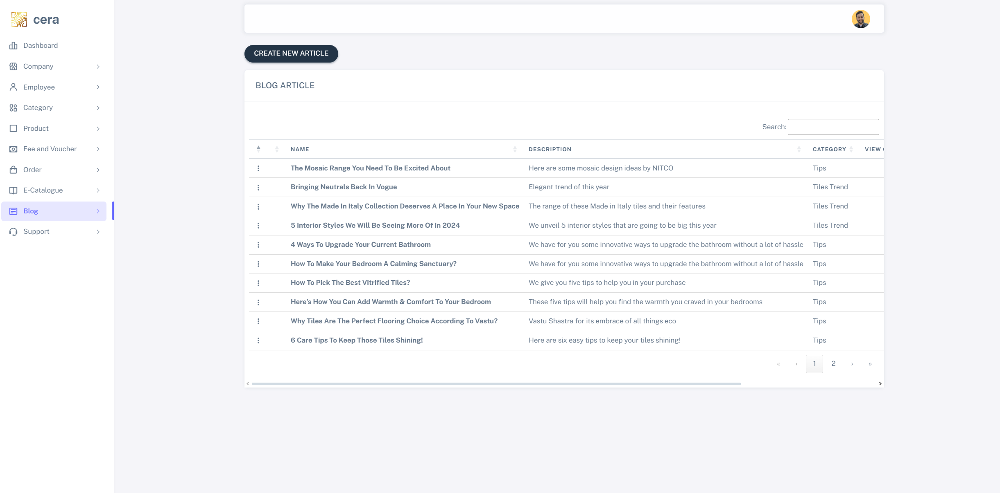 cera
Dashboard
Company
Employee
Category
Product
Fee and Voucher
Order
E-Catalogue
Blog
Support
CREATE NEW ARTICLE
BLOG ARTICLE
Search:
NAME DESCRIPTION CATEGORY VIEW
The Mosaic Range You Need To Be Excited About Here are some mosaic design ideas by NITCO Tips
Bringing Neutrals Back In Vogue Elegant trend of this year Tiles Trend
Why The Made In Italy Collection Deserves A Place In Your New Space The range of these Made in Italy tiles and their features Tiles Trend
5 Interior Styles We Will Be Seeing More Of In 2024 We unveil 5 interior styles that are going to be big this year Tiles Trend
4 Ways To Upgrade Your Current Bathroom We have for you some innovative ways to upgrade the bathroom without a lot of hassle Tips
How To Make Your Bedroom A Calming Sanctuary? We have for you some innovative ways to upgrade the bathroom without a lot of hassle Tips
How To Pick The Best Vitrified Tiles? We give you five tips to help you in your purchase Tips
Here’s How You Can Add Warmth & Comfort To Your Bedroom These five tips will help you find the warmth you craved in your bedrooms Tips
Why Tiles Are The Perfect Flooring Choice According To Vastu? Vastu Shastra for its embrace of all things eco Tips
6 Care Tips To Keep Those Tiles Shining! Here are six easy tips to keep your tiles shining! Tips
« ‹ 1 2 › »